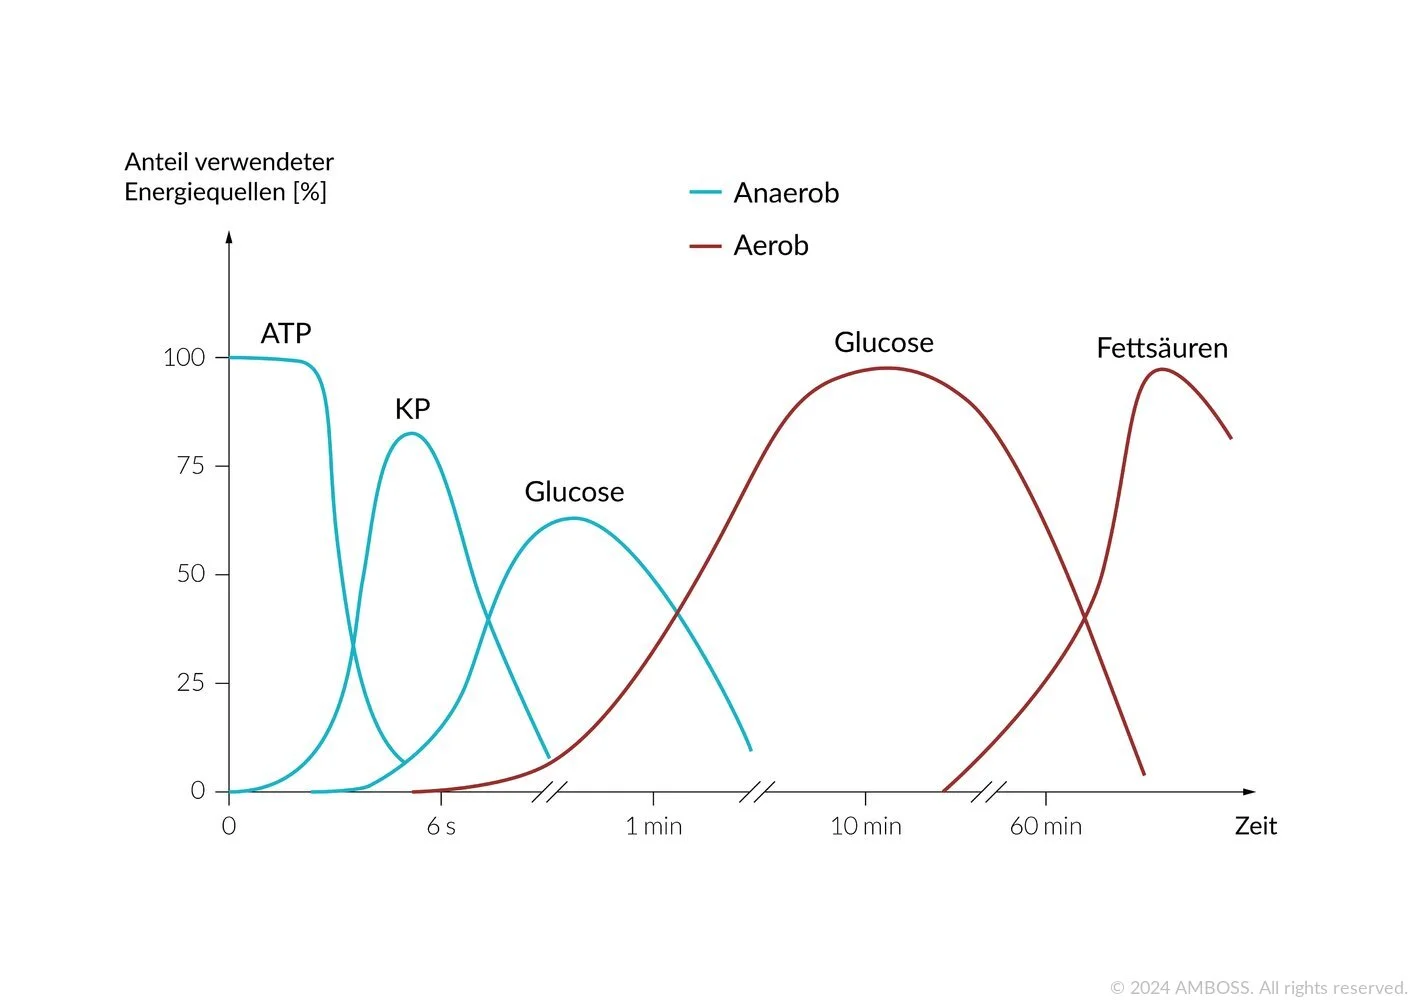 Anteil verwendeter
Energiequellen [%]
Anaerob
Aerob
ATP
KP
Glucose
Glucose
Fettsäuren
100
75
50
25
0
0
6 s
1 min
10 min
60 min
Zeit
© 2024 AMBOSS. All rights reserved.